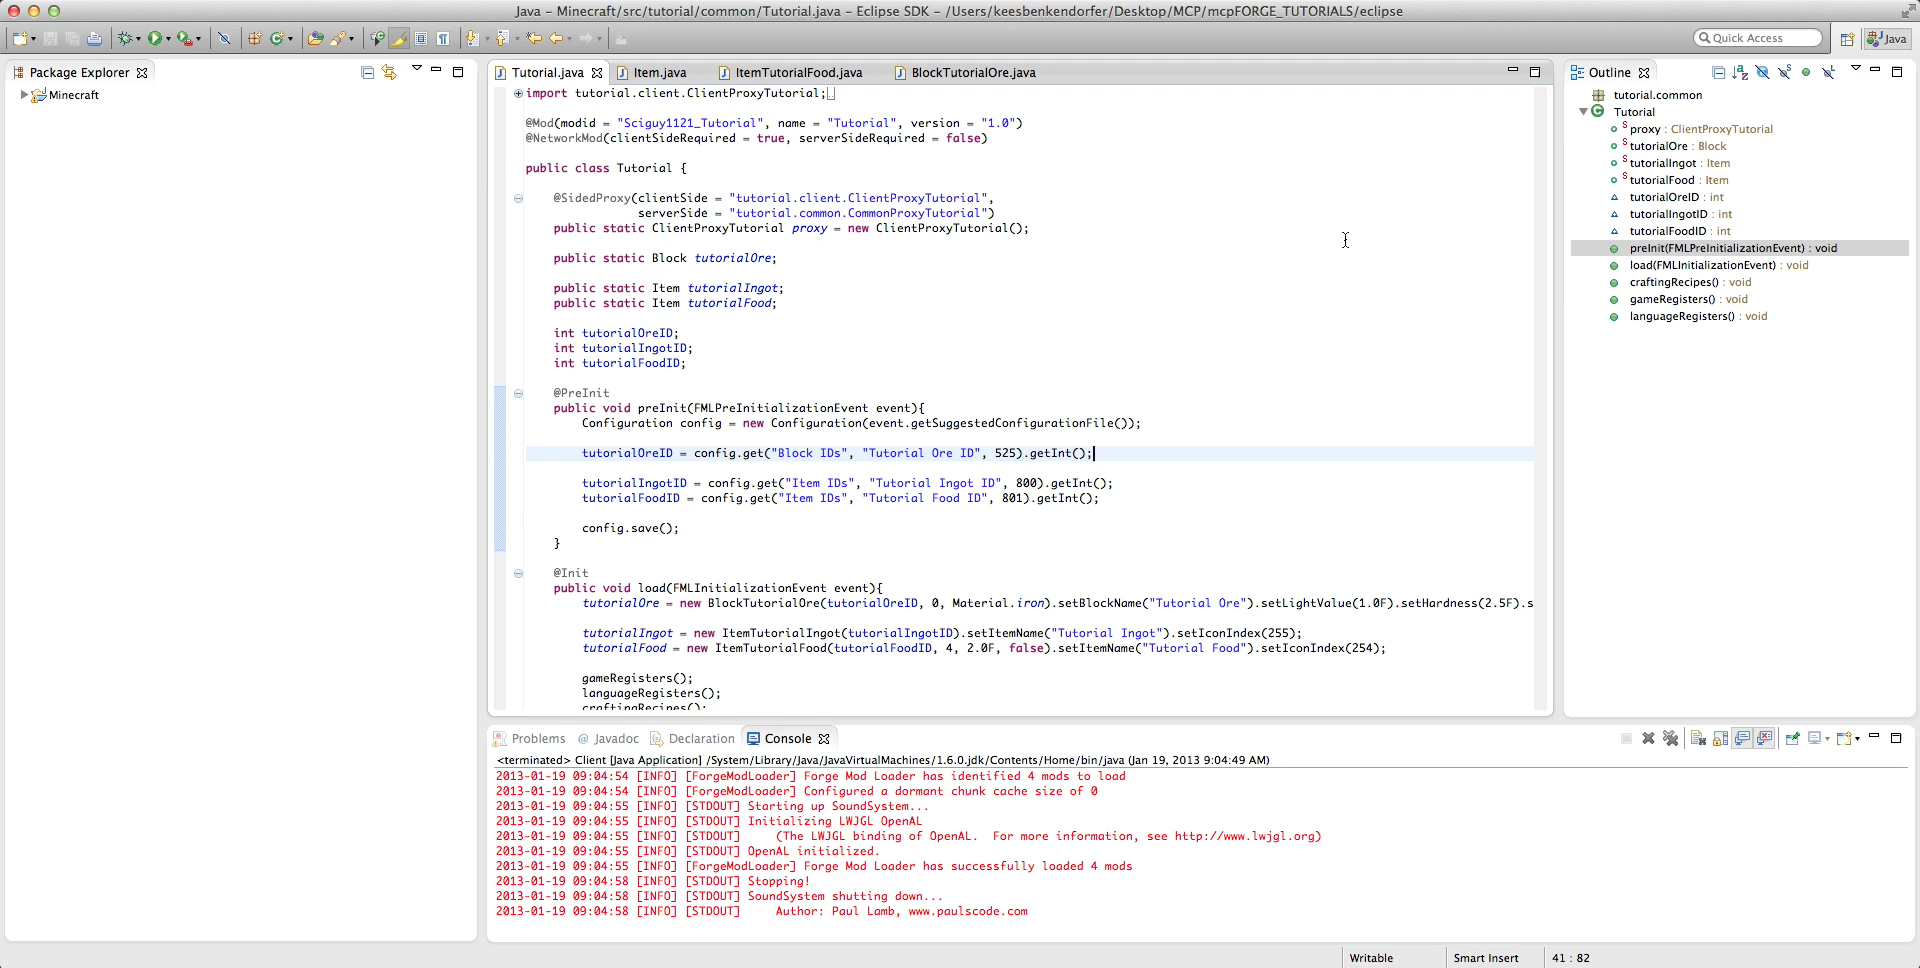 Java – Minecraft/src/tutorial/common/Tutorial.java – Eclipse SDK – /Users/keesbenkendorfer/Desktop/MCP/mcpFORGE_TUTORIALS/eclipse
Quick Access
Java
Package Explorer
Minecraft
Tutorial.java
Item.java
ItemTutorialFood.java
BlockTutorialOre.java
import tutorial.client.ClientProxyTutorial;
@Mod(modid = "Sciguy1121_Tutorial", name = "Tutorial", version = "1.0")
@NetworkMod(clientSideRequired = true, serverSideRequired = false)
public class Tutorial {
@SidedProxy(clientSide = "tutorial.client.ClientProxyTutorial",
serverSide = "tutorial.common.CommonProxyTutorial")
public static ClientProxyTutorial proxy = new ClientProxyTutorial();
public static Block tutorialOre;
public static Item tutorialIngot;
public static Item tutorialFood;
int tutorialOreID;
int tutorialIngotID;
int tutorialFoodID;
@PreInit
public void preInit(FMLPreInitializationEvent event){
Configuration config = new Configuration(event.getSuggestedConfigurationFile());
tutorialOreID = config.get("Block IDs", "Tutorial Ore ID", 525).getInt();
tutorialIngotID = config.get("Item IDs", "Tutorial Ingot ID", 800).getInt();
tutorialFoodID = config.get("Item IDs", "Tutorial Food ID", 801).getInt();
config.save();
}
@Init
public void load(FMLInitializationEvent event){
tutorialOre = new BlockTutorialOre(tutorialOreID, 0, Material.iron).setBlockName("Tutorial Ore").setLightValue(1.0F).setHardness(2.5F).s
tutorialIngot = new ItemTutorialIngot(tutorialIngotID).setItemName("Tutorial Ingot").setIconIndex(255);
tutorialFood = new ItemTutorialFood(tutorialFoodID, 4, 2.0F, false).setItemName("Tutorial Food").setIconIndex(254);
gameRegisters();
languageRegisters();
craftingRecipes();
Outline
tutorial.common
Tutorial
proxy : ClientProxyTutorial
tutorialOre : Block
tutorialIngot : Item
tutorialFood : Item
tutorialOreID : int
tutorialIngotID : int
tutorialFoodID : int
preInit(FMLPreInitializationEvent) : void
load(FMLInitializationEvent) : void
craftingRecipes() : void
gameRegisters() : void
languageRegisters() : void
Problems
@ Javadoc
Declaration
Console
<terminated> Client [Java Application] /System/Library/Java/JavaVirtualMachines/1.6.0.jdk/Contents/Home/bin/java (Jan 19, 2013 9:04:49 AM)
2013-01-19 09:04:54 [INFO] [ForgeModLoader] Forge Mod Loader has identified 4 mods to load
2013-01-19 09:04:54 [INFO] [ForgeModLoader] Configured a dormant chunk cache size of 0
2013-01-19 09:04:55 [INFO] [STDOUT] Starting up SoundSystem...
2013-01-19 09:04:55 [INFO] [STDOUT] Initializing LWJGL OpenAL
2013-01-19 09:04:55 [INFO] [STDOUT] (The LWJGL binding of OpenAL. For more information, see http://www.lwjgl.org)
2013-01-19 09:04:55 [INFO] [STDOUT] OpenAL initialized.
2013-01-19 09:04:55 [INFO] [ForgeModLoader] Forge Mod Loader has successfully loaded 4 mods
2013-01-19 09:04:58 [INFO] [STDOUT] Stopping!
2013-01-19 09:04:58 [INFO] [STDOUT] SoundSystem shutting down...
2013-01-19 09:04:58 [INFO] [STDOUT] Author: Paul Lamb, www.paulscode.com
Writable
Smart Insert
41 : 82